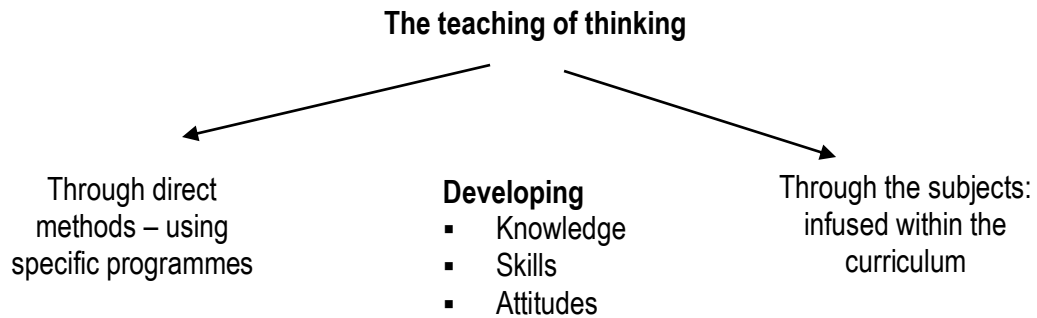 The teaching of thinking
Through direct
methods – using
specific programmes
Developing
▪ Knowledge
▪ Skills
▪ Attitudes
Through the subjects:
infused within the
curriculum